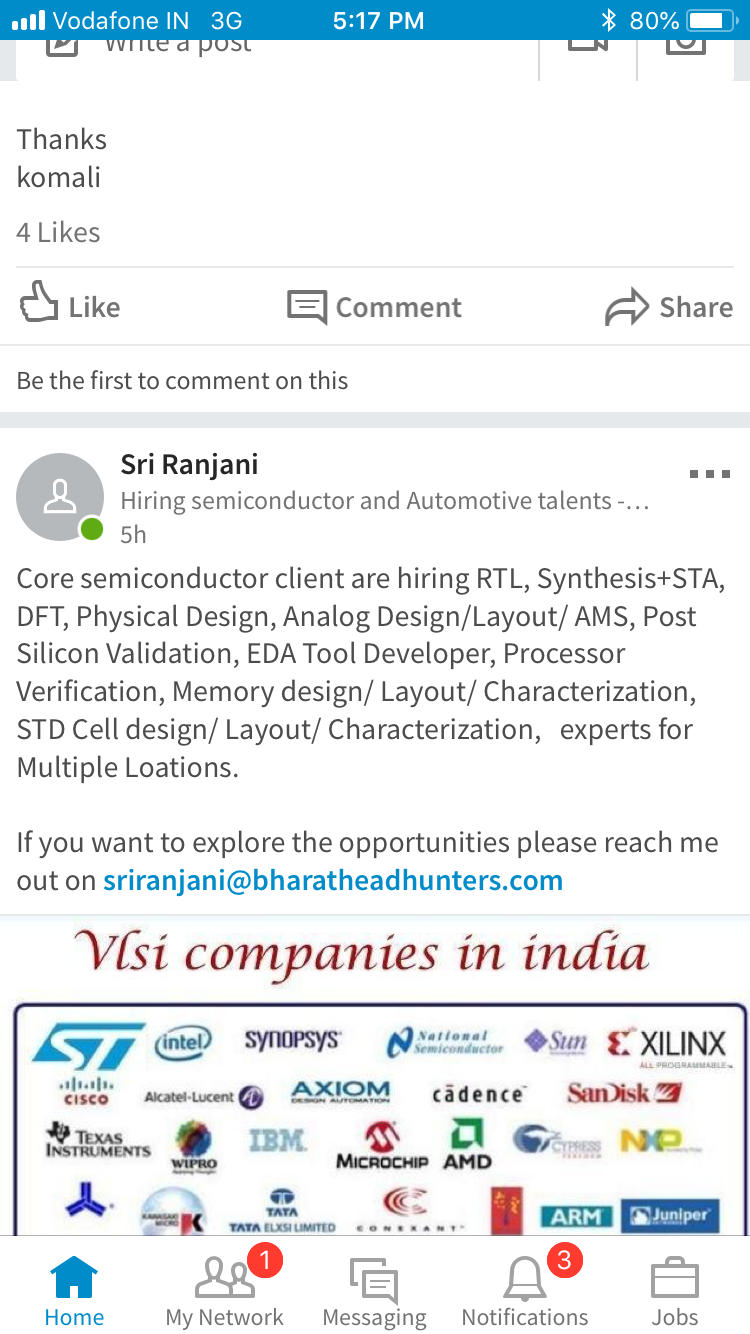 Vodafone IN 3G 5:17 PM 80%
Write a post
Thanks
komali
4 Likes
Like Comment Share
Be the first to comment on this
Sri Ranjani
Hiring semiconductor and Automotive talents -...
5h
Core semiconductor client are hiring RTL, Synthesis+STA,
DFT, Physical Design, Analog Design/Layout/ AMS, Post
Silicon Validation, EDA Tool Developer, Processor
Verification, Memory design/ Layout/ Characterization,
STD Cell design/ Layout/ Characterization,   experts for
Multiple Loations.
If you want to explore the opportunities please reach me
out on sriranjani@bharatheadhunters.com
Vlsi companies in india
ST intel SYNOPSYS National Semiconductor Sun XILINX
ALL PROGRAMMABLE
CISCO Alcatel-Lucent AXIOM DESIGN AUTOMATION cādence SanDisk
TEXAS INSTRUMENTS WIPRO IBM MICROCHIP AMD CYPRESS PERFORM NXP
KAWASAKI MICRO K TATA TATA ELXSI LIMITED CONEXANT ARM Juniper
1 3
Home My Network Messaging Notifications Jobs